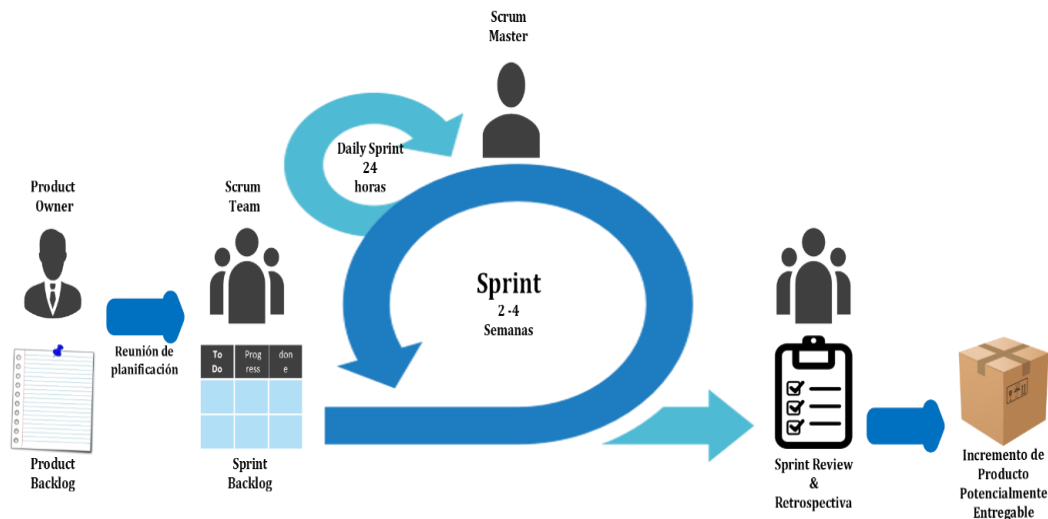 Scrum
Master
Daily Sprint
24
horas
Product
Owner
Scrum
Team
Sprint
2 -4
Semanas
Reunión de
planificación
To
Do
Prog
ress
don
e
Product
Backlog
Sprint
Backlog
Sprint Review
&
Retrospectiva
Incremento de
Producto
Potencialmente
Entregable